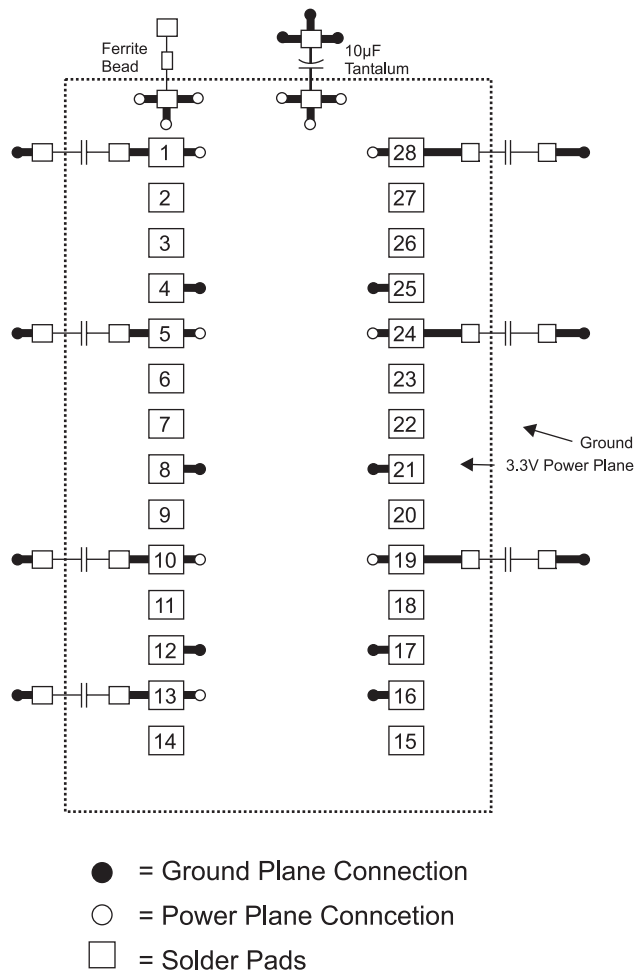 Ferrite
Bead
10µF
Tantalum
1 28
2 27
3 26
4 25
5 24
6 23
7 22
Ground
8 21 3.3V Power Plane
9 20
10 19
11 18
12 17
13 16
14 15
= Ground Plane Connection
= Power Plane Conncetion
= Solder Pads